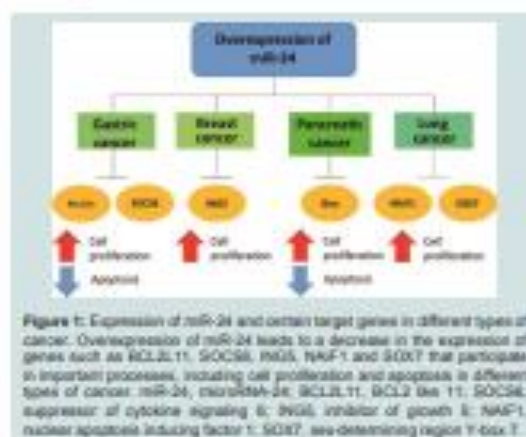 Overexpression of
miR-24
Gastric Breast Pancreatic Lung
cancer cancer cancer cancer
Bim NAIF1 SOX7
Cell Cell Cell Cell
proliferation proliferation proliferation proliferation
Apoptosis Apoptosis
Figure 1: Expression of miR-24 and certain target genes in different types of
cancer. Overexpression of miR-24 leads to a decrease in the expression of
genes such as BCL2L11, SOCS6, ING5, NAIF1 and SOX7 that participate
in important processes, including cell proliferation and apoptosis in different
types of cancer. miR-24, microRNA-24; BCL2L11, BCL2 like 11; SOCS6,
suppressor of cytokine signaling 6; ING5, inhibitor of growth 5; NAIF1,
nuclear apoptosis inducing factor 1; SOX7, sex-determining region Y-box 7.